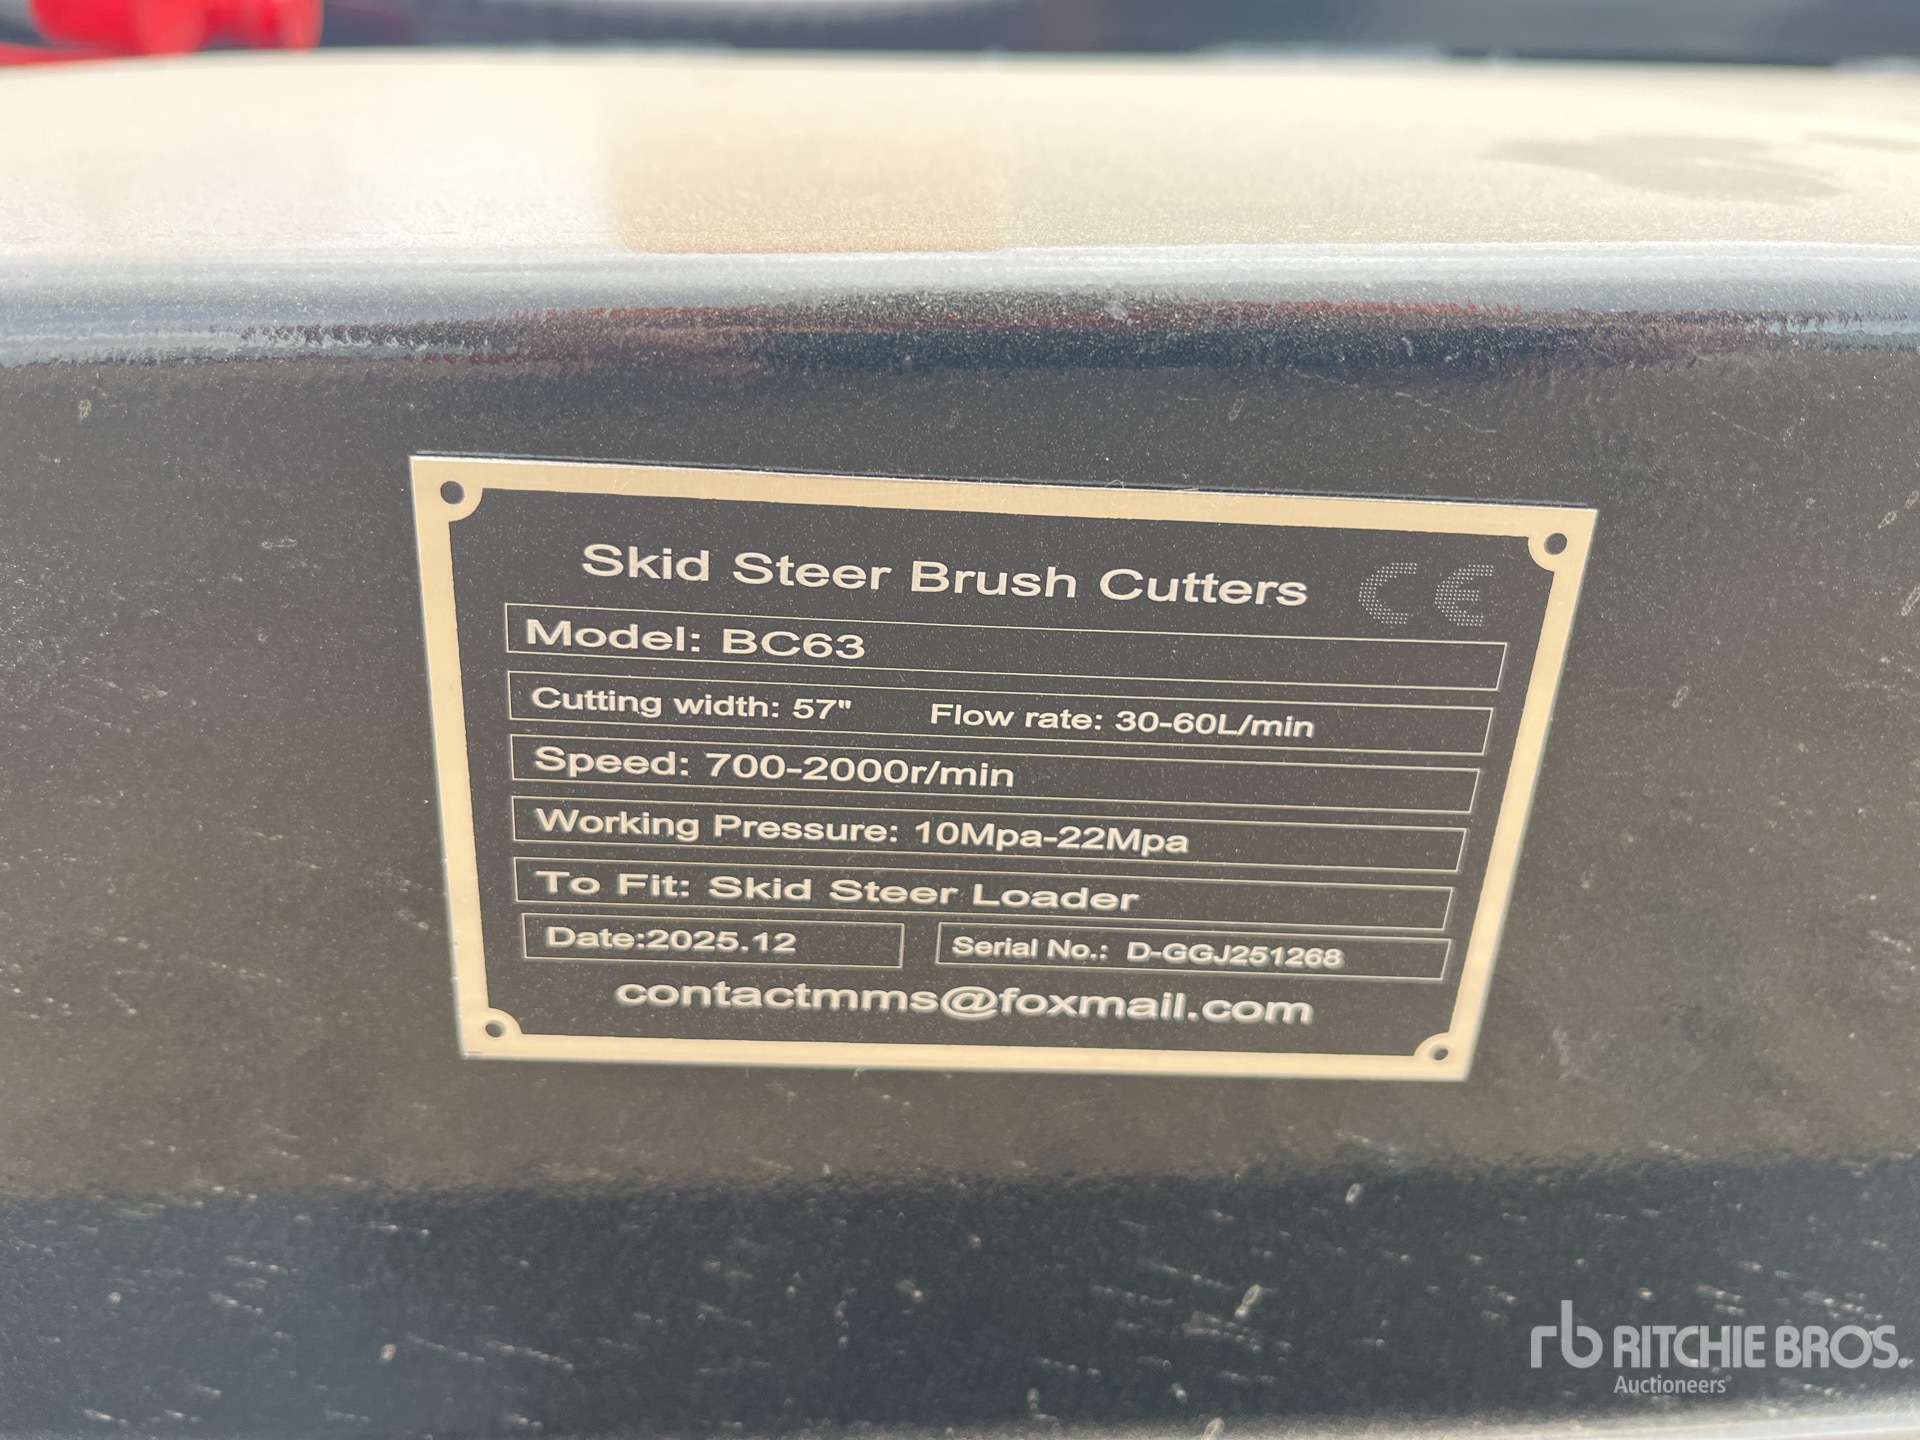 Skid Steer Brush Cutters CE
Model: BC63
Cutting width: 57" Flow rate: 30-60L/min
Speed: 700-2000r/min
Working Pressure: 10Mpa-22Mpa
To Fit: Skid Steer Loader
Date:2025.12 Serial No.: D-GGJ251268
contactmms@foxmail.com
rb RITCHIE BROS.
Auctioneers